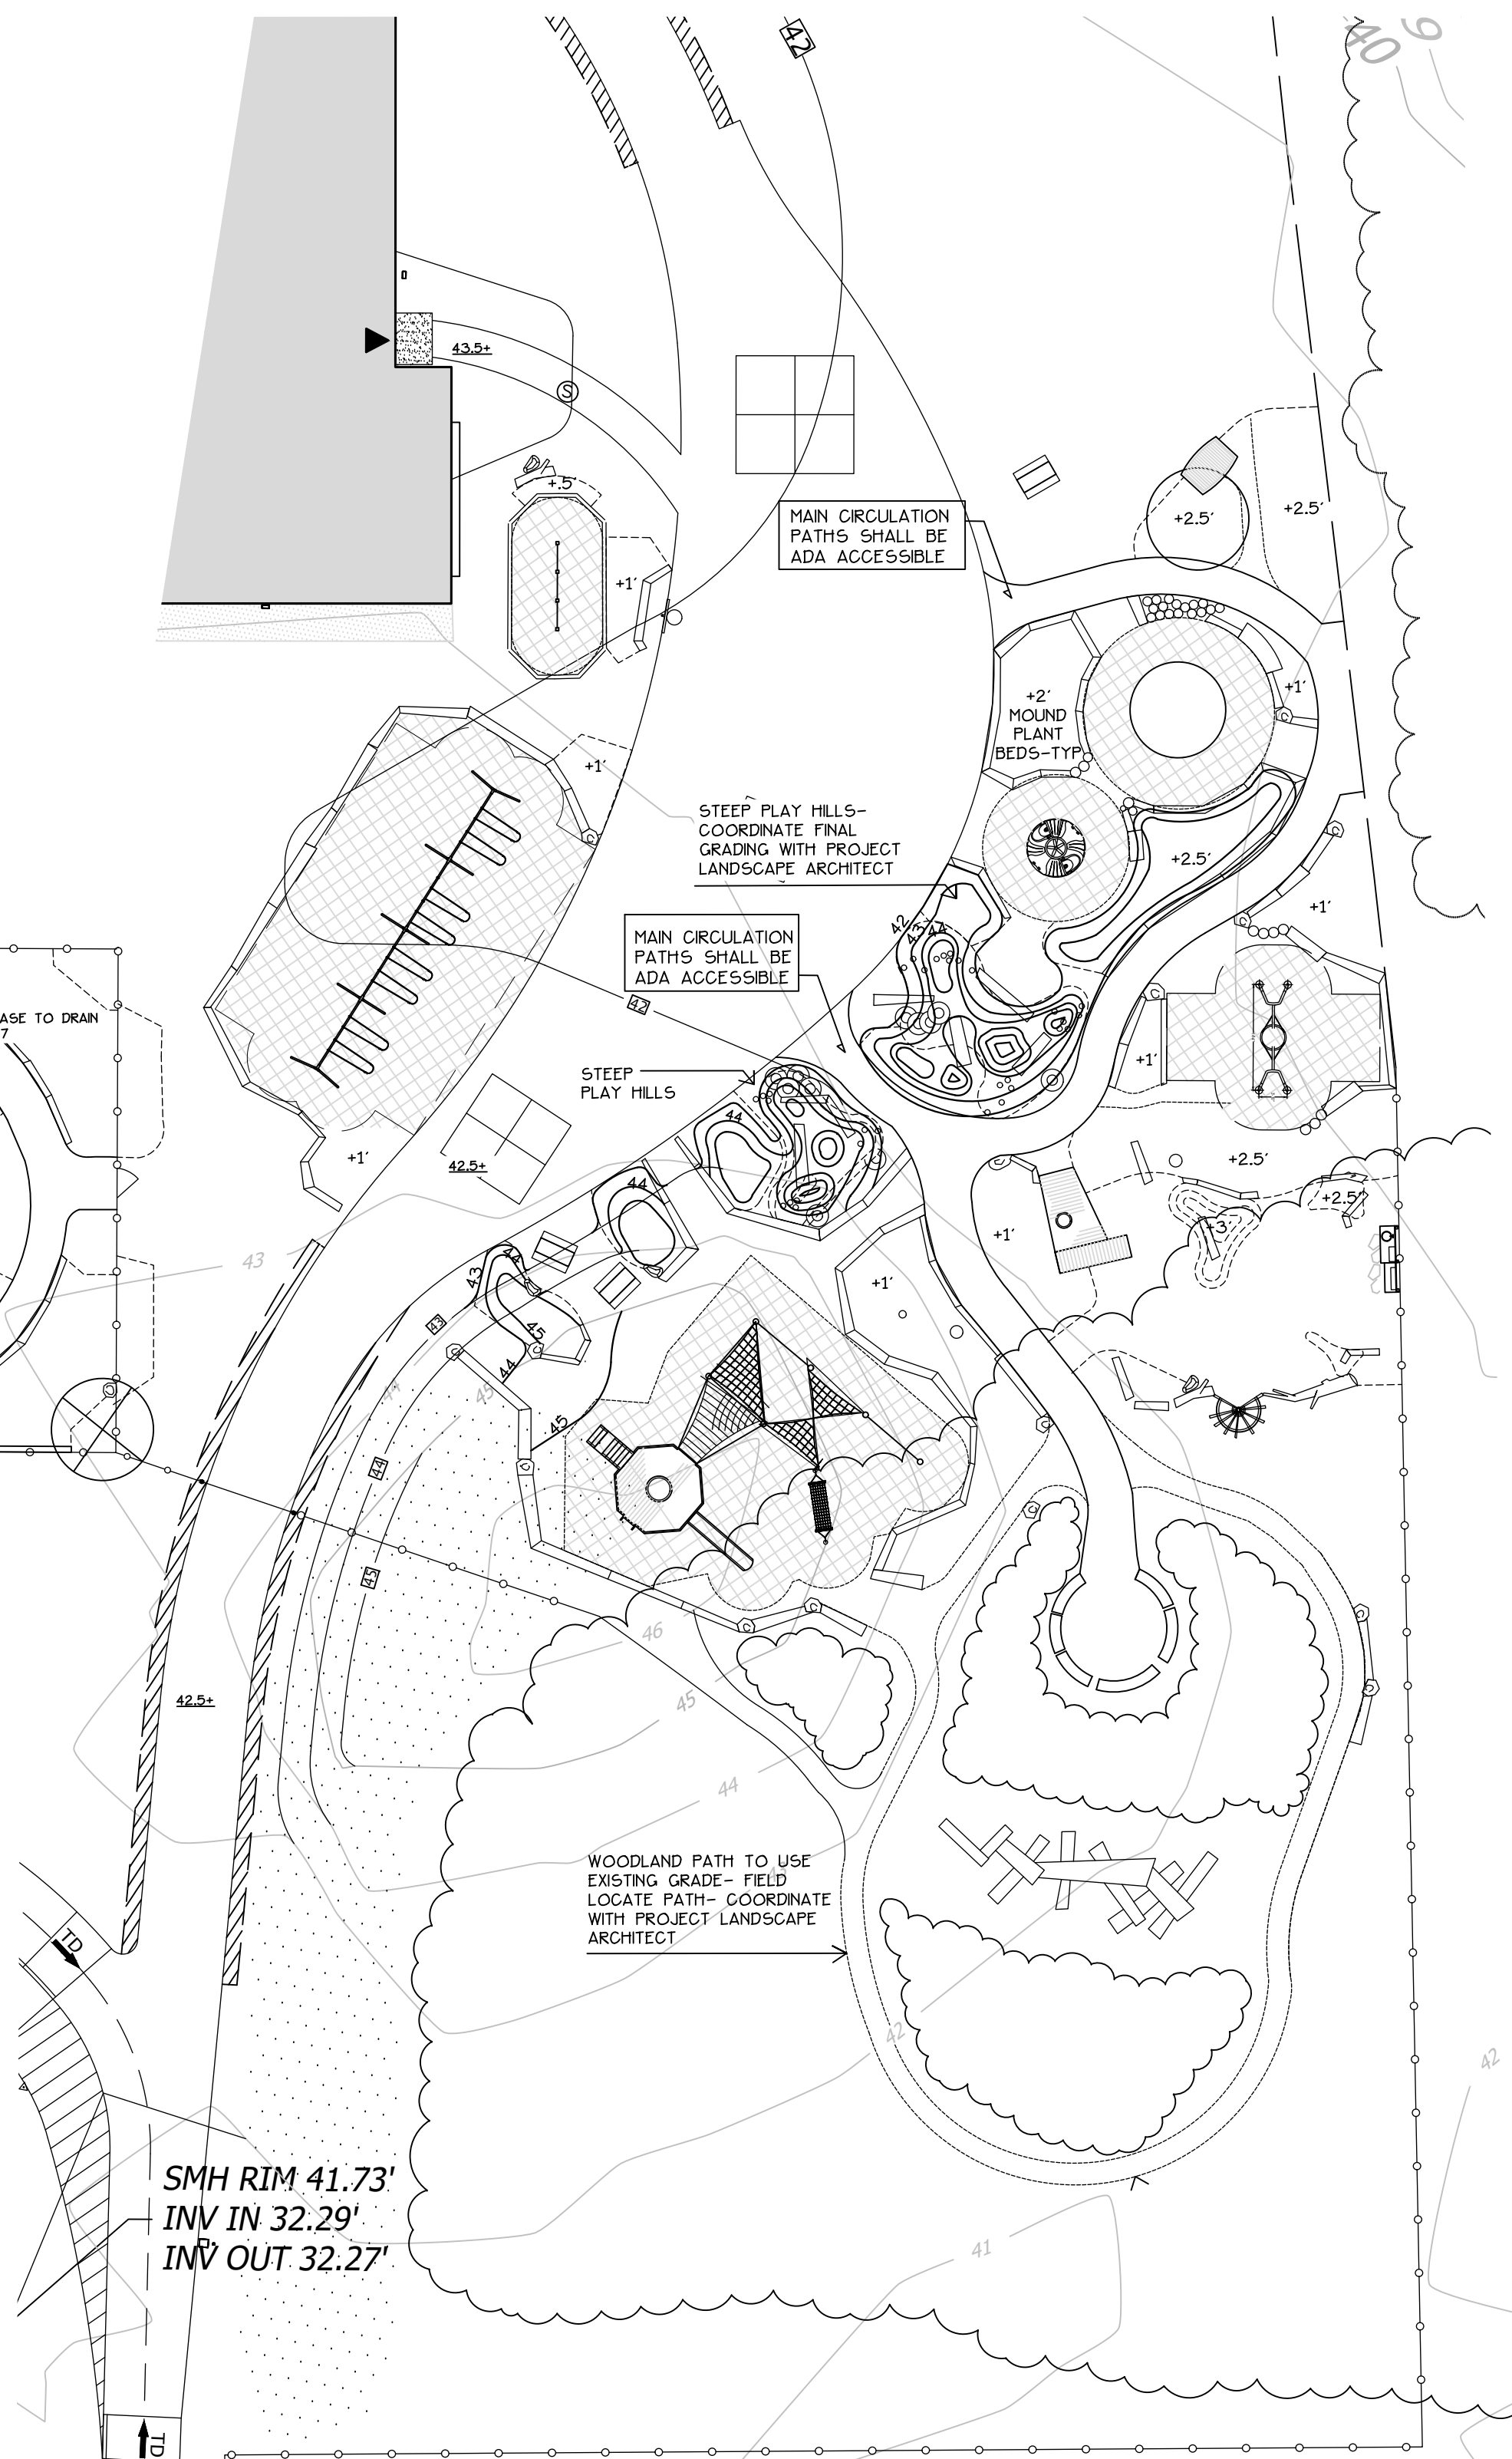 42
40
9
43.5+
S
+.5'
+1'
MAIN CIRCULATION
PATHS SHALL BE
ADA ACCESSIBLE
+2.5'
+2.5'
+1'
+2'
MOUND
PLANT
BEDS-TYP
+1'
STEEP PLAY HILLS-
COORDINATE FINAL
GRADING WITH PROJECT
LANDSCAPE ARCHITECT
+2.5'
+1'
42
43
44
MAIN CIRCULATION
PATHS SHALL BE
ADA ACCESSIBLE
42
ASE TO DRAIN
7
STEEP
PLAY HILLS
+1'
44
+1'
42.5+
+2.5'
44
+2.5'
+3'
+1'
43
44
43
+1'
43
45
44
44
45
45
44
45
46
45
42.5+
44
WOODLAND PATH TO USE
EXISTING GRADE- FIELD
LOCATE PATH- COORDINATE
WITH PROJECT LANDSCAPE
ARCHITECT
43
TD
42
42
SMH RIM 41.73'
INV IN 32.29'
INV OUT 32.27'
41
TD